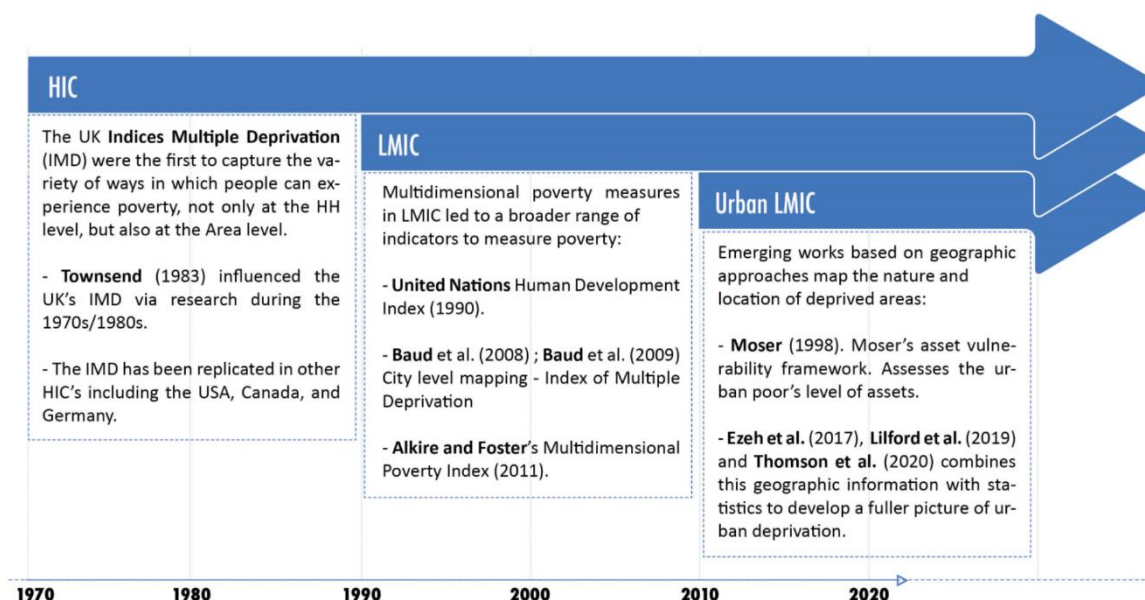 HIC
The UK Indices Multiple Deprivation
(IMD) were the first to capture the va-
riety of ways in which people can ex-
perience poverty, not only at the HH
level, but also at the Area level.
- Townsend (1983) influenced the
UK's IMD via research during the
1970s/1980s.
- The IMD has been replicated in other
HIC's including the USA, Canada, and
Germany.
LMIC
Multidimensional poverty measures
in LMIC led to a broader range of
indicators to measure poverty:
- United Nations Human Development
Index (1990).
- Baud et al. (2008) ; Baud et al. (2009)
City level mapping - Index of Multiple
Deprivation
- Alkire and Foster's Multidimensional
Poverty Index (2011).
Urban LMIC
Emerging works based on geographic
approaches map the nature and
location of deprived areas:
- Moser (1998). Moser's asset vulne-
rability framework. Assesses the ur-
ban poor's level of assets.
- Ezeh et al. (2017), Lilford et al. (2019)
and Thomson et al. (2020) combines
this geographic information with sta-
tistics to develop a fuller picture of ur-
ban deprivation.
1970 1980 1990 2000 2010 2020